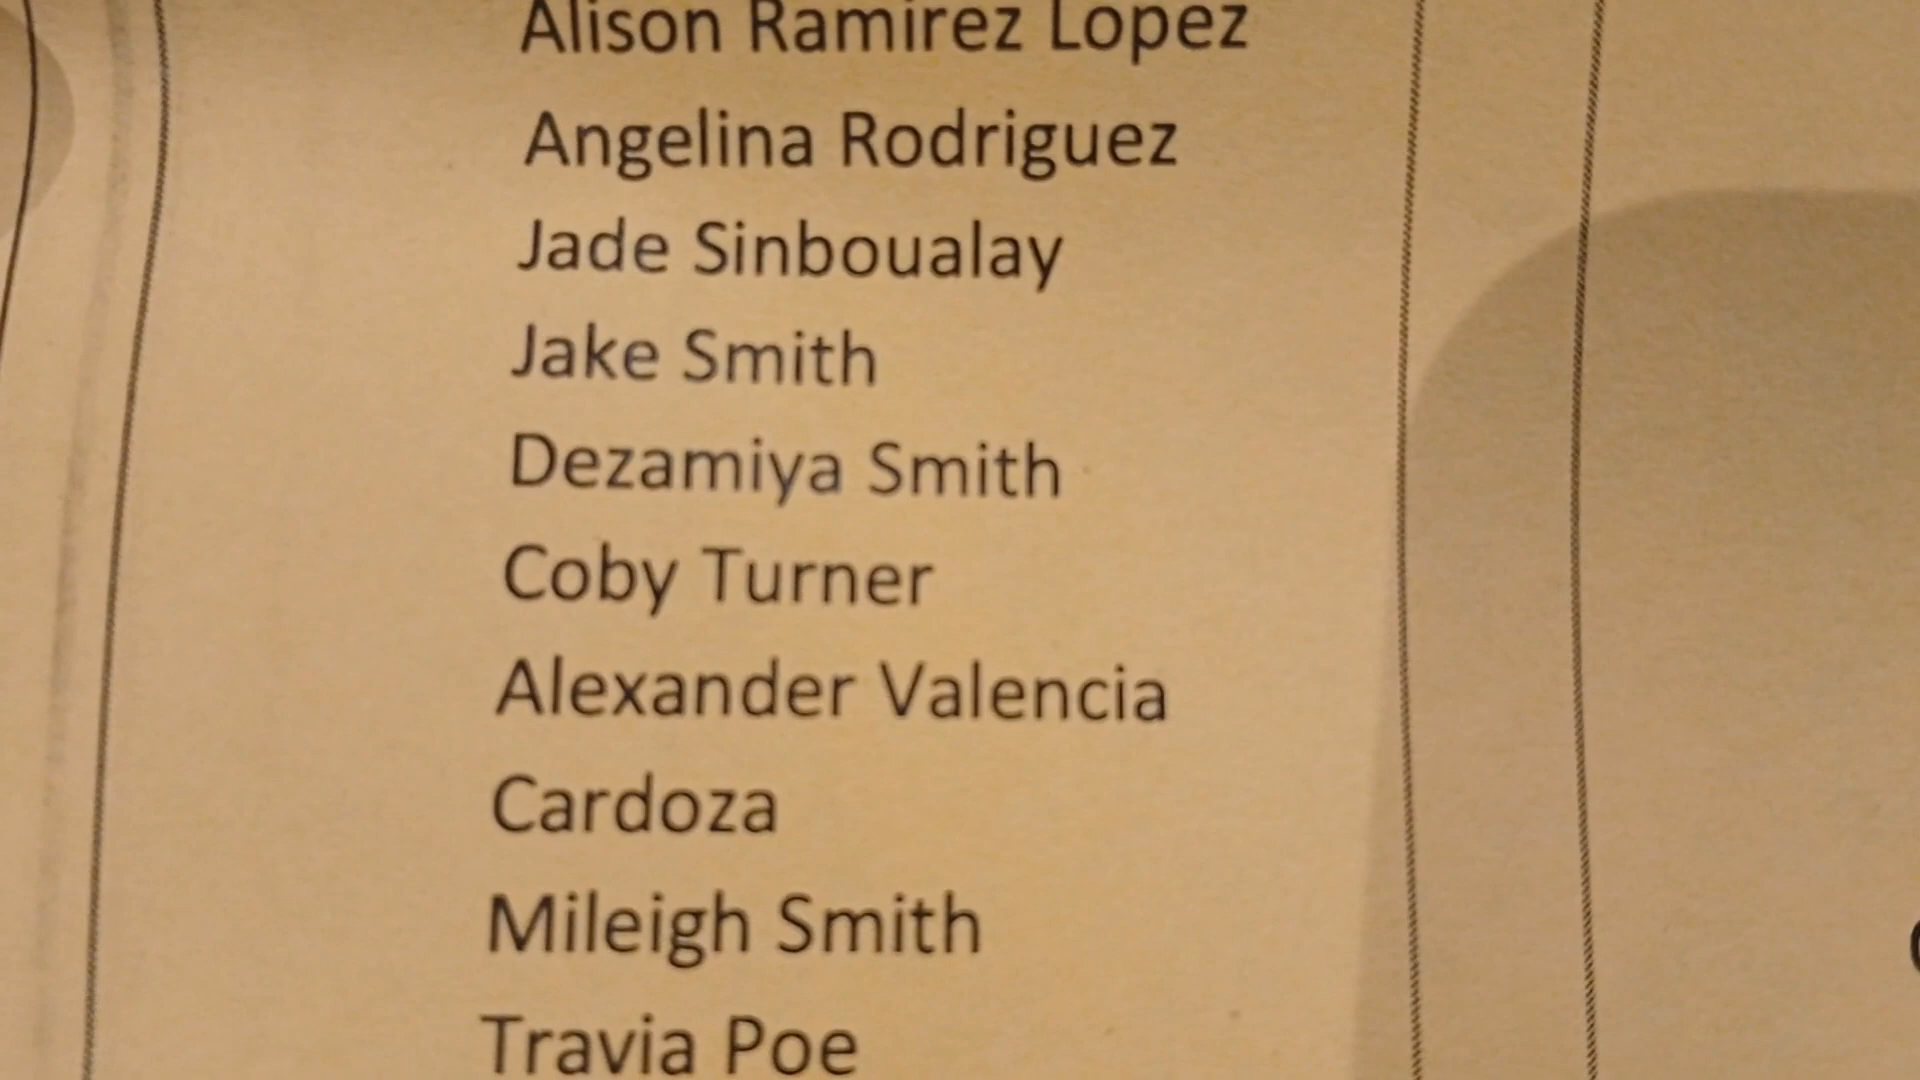 Alison Ramirez Lopez
Angelina Rodriguez
Jade Sinboualay
Jake Smith
Dezamiya Smith
Coby Turner
Alexander Valencia
Cardoza
Mileigh Smith
Travia Poe